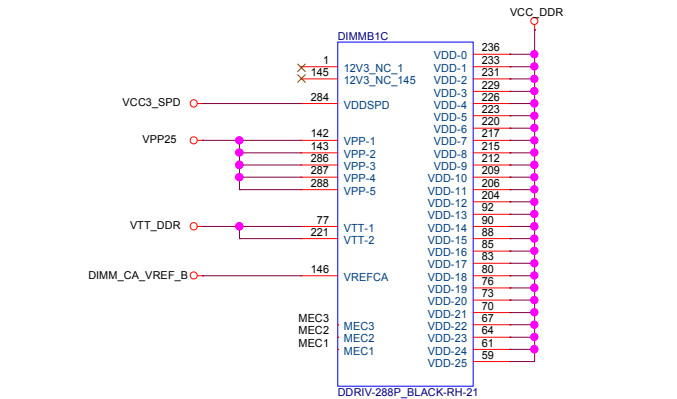 VCC_DDR
DIMMB1C
1 12V3_NC_1
145 12V3_NC_145
VCC3_SPD 284 VDDSPD
VPP25 142 VPP-1
143 VPP-2
286 VPP-3
287 VPP-4
288 VPP-5
VTT_DDR 77 VTT-1
221 VTT-2
DIMM_CA_VREF_B 146 VREFCA
MEC3 MEC3
MEC2 MEC2
MEC1 MEC1
VDD-0 236
VDD-1 233
VDD-2 231
VDD-3 229
VDD-4 226
VDD-5 223
VDD-6 220
VDD-7 217
VDD-8 215
VDD-9 212
VDD-10 209
VDD-11 206
VDD-12 204
VDD-13 92
VDD-14 90
VDD-15 88
VDD-16 85
VDD-17 83
VDD-18 80
VDD-19 76
VDD-20 73
VDD-21 70
VDD-22 67
VDD-23 64
VDD-24 61
VDD-25 59
DDRIV-288P_BLACK-RH-21